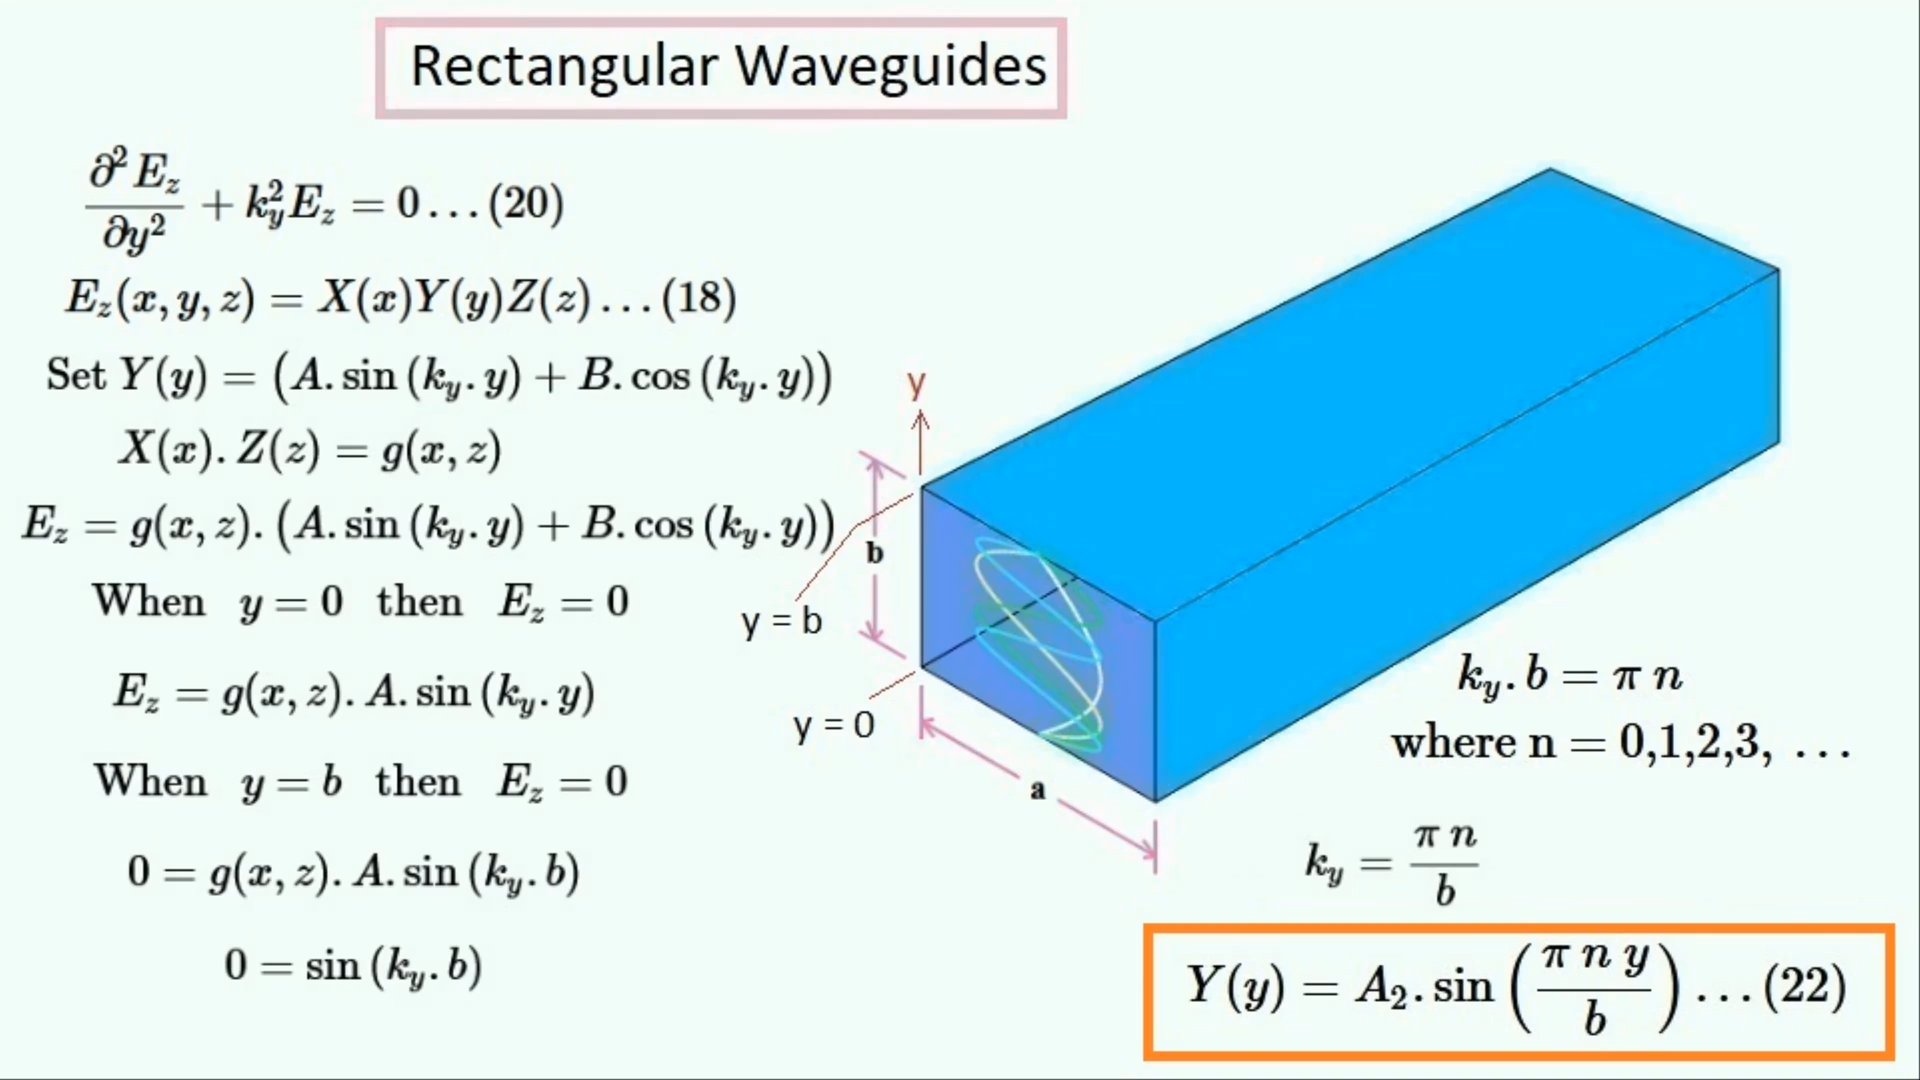 Rectangular Waveguides
∂²E_z/∂y² + k_y²E_z = 0...(20)
E_z(x, y, z) = X(x)Y(y)Z(z)...(18)
Set Y(y) = (A. sin (k_y. y) + B. cos (k_y. y))
X(x). Z(z) = g(x, z)
E_z = g(x, z). (A. sin (k_y. y) + B. cos (k_y. y))
When y = 0 then E_z = 0
E_z = g(x, z). A. sin (k_y. y)
When y = b then E_z = 0
0 = g(x, z). A. sin (k_y. b)
0 = sin (k_y. b)
y
b
y = b
y = 0
a
k_y. b = π n
where n = 0,1,2,3, ...
k_y = π n / b
Y(y) = A₂. sin (π n y / b)...(22)